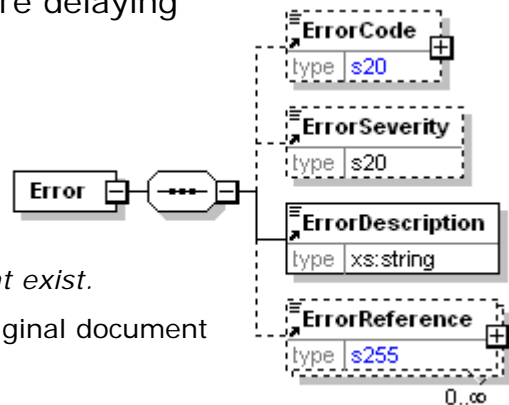 re delaying
ErrorCode
type s20
ErrorSeverity
type s20
Error
ErrorDescription
type xs:string
t exist.
ginal document
ErrorReference
type s255
0..∞